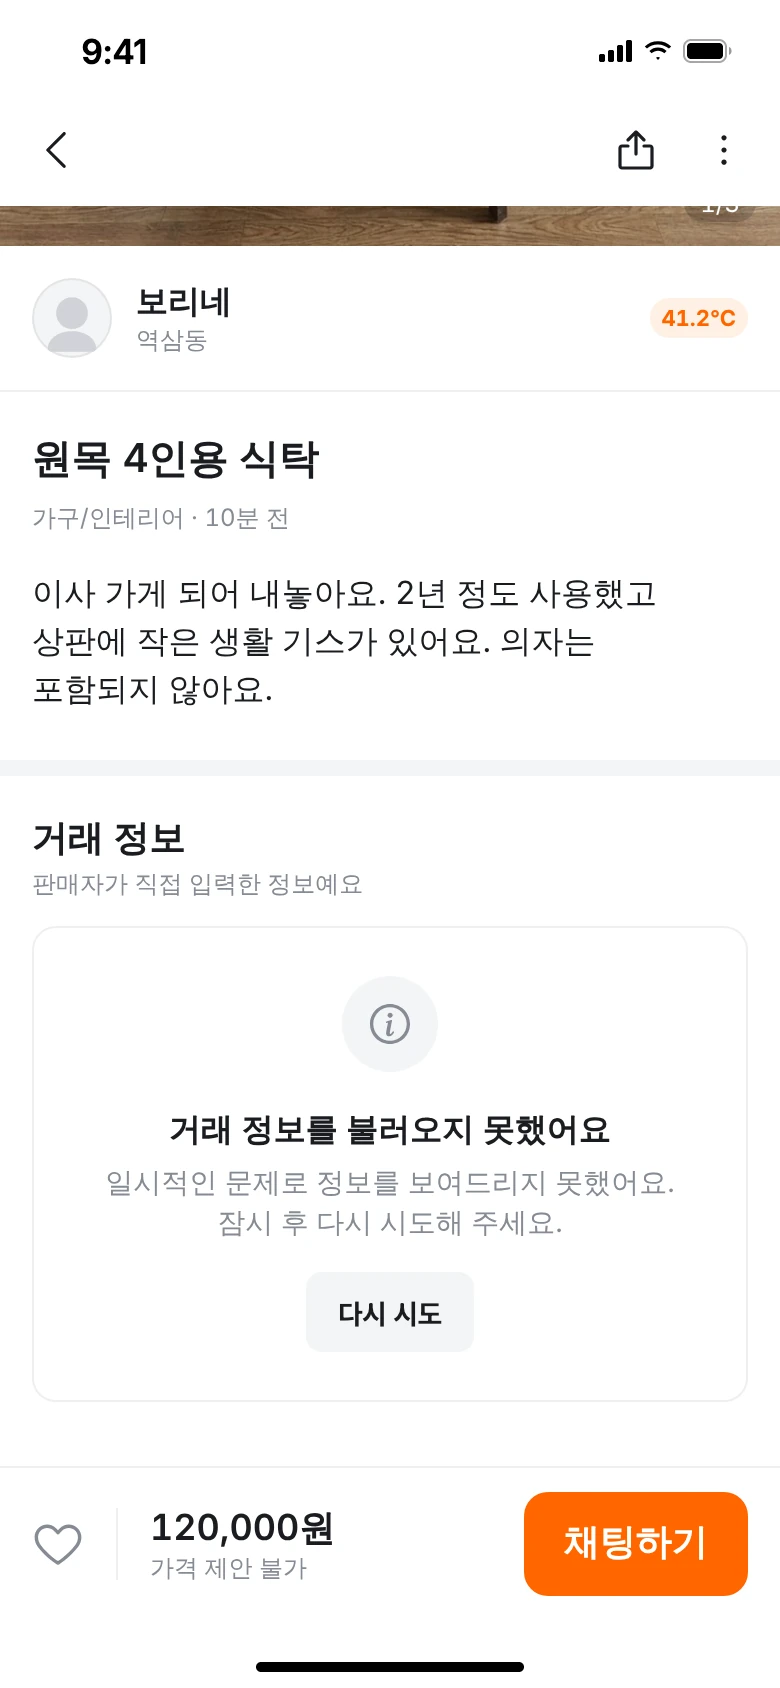 9:41
보리네
역삼동
41.2°C
원목 4인용 식탁
가구/인테리어 · 10분 전
이사 가게 되어 내놓아요. 2년 정도 사용했고
상판에 작은 생활 기스가 있어요. 의자는
포함되지 않아요.
거래 정보
판매자가 직접 입력한 정보예요
거래 정보를 불러오지 못했어요
일시적인 문제로 정보를 보여드리지 못했어요.
잠시 후 다시 시도해 주세요.
다시 시도
120,000원
가격 제안 불가
채팅하기